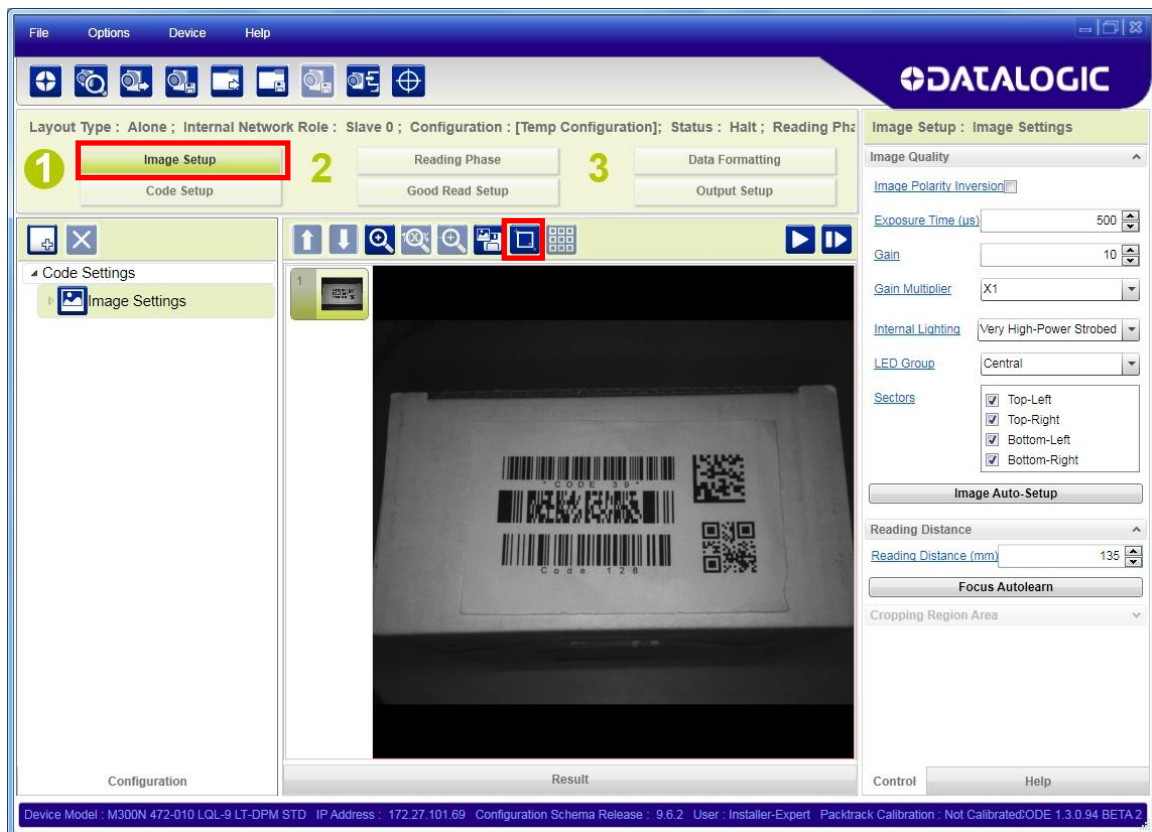 File Options Device Help
DATALOGIC
Layout Type : Alone ; Internal Network Role : Slave 0 ; Configuration : [Temp Configuration]; Status : Halt ; Reading Pha
1 Image Setup 2 Reading Phase 3 Data Formatting
Code Setup Good Read Setup Output Setup
Code Settings
Image Settings
Configuration
100%
1
*CODE 39*
Code 128
Result
Image Setup : Image Settings
Image Quality
Image Polarity Inversion
Exposure Time (µs) 500
Gain 10
Gain Multiplier X1
Internal Lighting Very High-Power Strobed
LED Group Central
Sectors Top-Left
Top-Right
Bottom-Left
Bottom-Right
Image Auto-Setup
Reading Distance
Reading Distance (mm) 135
Focus Autolearn
Cropping Region Area
Control Help
Device Model : M300N 472-010 LQL-9 LT-DPM STD IP Address : 172.27.101.69 Configuration Schema Release : 9.6.2 User : Installer-Expert Packtrack Calibration : Not Calibrated:ODE 1.3.0.94 BETA 2